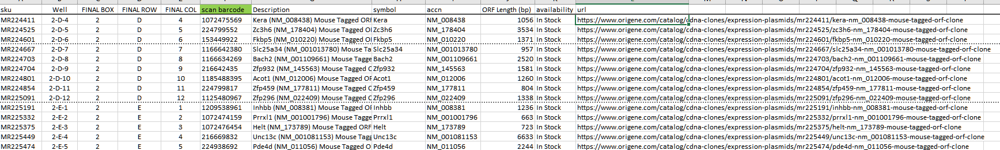 sku Well FINAL BOX FINAL ROW FINAL COL scan barcode Description symbol accn ORF Length (bp) availability url
MR224411 2-D-4 2 D 4 1072475569 Kera (NM_008438) Mouse Tagged ORF Kera NM_008438 1056 In Stock https://www.origene.com/catalog/cdna-clones/expression-plasmids/mr224411/kera-nm_008438-mouse-tagged-orf-clone
MR224525 2-D-5 2 D 5 224799552 Zc3h6 (NM_178404) Mouse Tagged O Zc3h6 NM_178404 3534 In Stock https://www.origene.com/catalog/cdna-clones/expression-plasmids/mr224525/zc3h6-nm_178404-mouse-tagged-orf-clone
MR224601 2-D-6 2 D 6 153449922 Fkbp5 (NM_010220) Mouse Tagged O Fkbp5 NM_010220 1371 In Stock https://www.origene.com/catalog/cdna-clones/expression-plasmids/mr224601/fkbp5-nm_010220-mouse-tagged-orf-clone
MR224667 2-D-7 2 D 7 1166642380 Slc25a34 (NM_001013780) Mouse Ta Slc25a34 NM_001013780 957 In Stock https://www.origene.com/catalog/cdna-clones/expression-plasmids/mr224667/slc25a34-nm_001013780-mouse-tagged-orf-clone
MR224703 2-D-8 2 D 8 1166634269 Bach2 (NM_001109661) Mouse Tagge Bach2 NM_001109661 2520 In Stock https://www.origene.com/catalog/cdna-clones/expression-plasmids/mr224703/bach2-nm_001109661-mouse-tagged-orf-clone
MR224704 2-D-9 2 D 9 216642435 Zfp932 (NM_145563) Mouse Tagged C Zfp932 NM_145563 1581 In Stock https://www.origene.com/catalog/cdna-clones/expression-plasmids/mr224704/zfp932-nm_145563-mouse-tagged-orf-clone
MR224801 2-D-10 2 D 10 1185488395 Acot1 (NM_012006) Mouse Tagged O Acot1 NM_012006 1260 In Stock https://www.origene.com/catalog/cdna-clones/expression-plasmids/mr224801/acot1-nm_012006-mouse-tagged-orf-clone
MR224854 2-D-11 2 D 11 224799817 Zfp459 (NM_177811) Mouse Tagged C Zfp459 NM_177811 804 In Stock https://www.origene.com/catalog/cdna-clones/expression-plasmids/mr224854/zfp459-nm_177811-mouse-tagged-orf-clone
MR225091 2-D-12 2 D 12 1125480967 Zfp296 (NM_022409) Mouse Tagged C Zfp296 NM_022409 1338 In Stock https://www.origene.com/catalog/cdna-clones/expression-plasmids/mr225091/zfp296-nm_022409-mouse-tagged-orf-clone
MR225191 2-E-1 2 E 1 1209538961 Inhbb (NM_008381) Mouse Tagged O Inhbb NM_008381 1236 In Stock https://www.origene.com/catalog/cdna-clones/expression-plasmids/mr225191/inhbb-nm_008381-mouse-tagged-orf-clone
MR225332 2-E-2 2 E 2 1072474159 Prrxl1 (NM_001001796) Mouse Tagge Prrxl1 NM_001001796 663 In Stock https://www.origene.com/catalog/cdna-clones/expression-plasmids/mr225332/prrxl1-nm_001001796-mouse-tagged-orf-clone
MR225375 2-E-3 2 E 3 1072476454 Helt (NM_173789) Mouse Tagged ORF Helt NM_173789 723 In Stock https://www.origene.com/catalog/cdna-clones/expression-plasmids/mr225375/helt-nm_173789-mouse-tagged-orf-clone
MR225449 2-E-4 2 E 4 216669832 Unc13c (NM_001081153) Mouse Tagg Unc13c NM_001081153 6633 In Stock https://www.origene.com/catalog/cdna-clones/expression-plasmids/mr225449/unc13c-nm_001081153-mouse-tagged-orf-clone
MR225474 2-E-5 2 E 5 224938692 Pde4d (NM_011056) Mouse Tagged O Pde4d NM_011056 2244 In Stock https://www.origene.com/catalog/cdna-clones/expression-plasmids/mr225474/pde4d-nm_011056-mouse-tagged-orf-clone